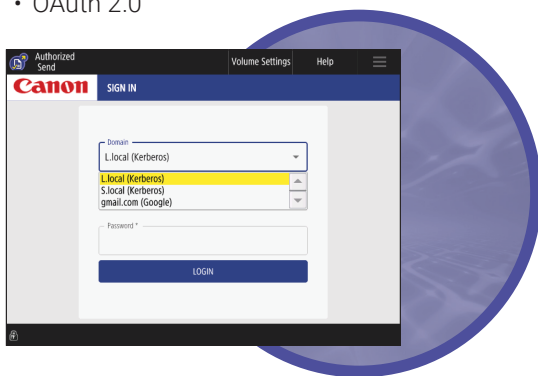 • OAuth 2.0
Authorized
Send
Volume Settings
Help
Canon
SIGN IN
Domain
L.local (Kerberos)
L.local (Kerberos)
S.local (Kerberos)
gmail.com (Google)
Password *
LOGIN